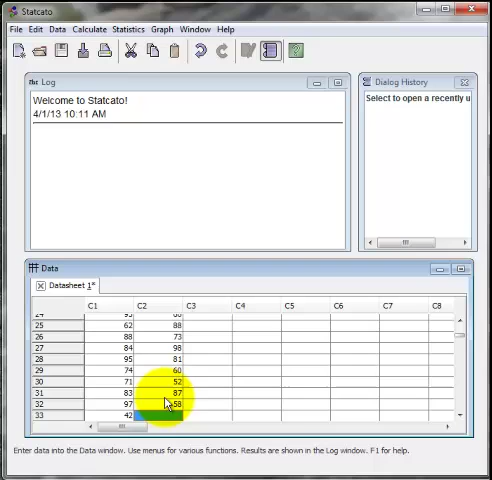 Statcato
File Edit Data Calculate Statistics Graph Window Help
Log
Dialog History
Welcome to Statcato!
4/1/13 10:11 AM
Select to open a recently u
Data
Datasheet 1*
C1 C2 C3 C4 C5 C6 C7 C8
25 62 88
26 88 73
27 84 98
28 95 81
29 74 60
30 71 52
31 83 87
32 97 58
33 42
Enter data into the Data window. Use menus for various functions. Results are shown in the Log window. F1 for help.